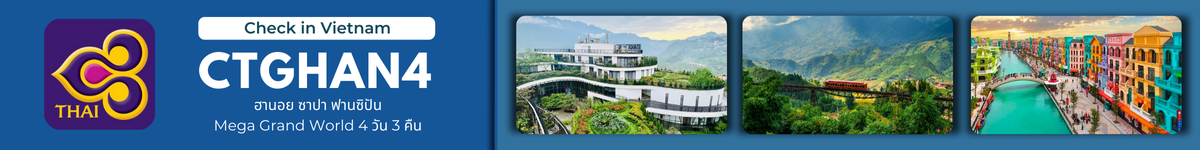 THAI
Check in Vietnam
CTGHAN4
ฮานอย ซาปา ฟานซิปัน
Mega Grand World 4 วัน 3 คืน